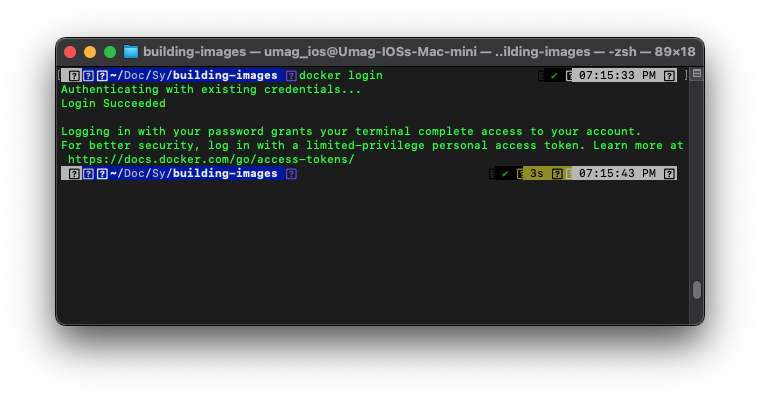 building-images — umag_ios@Umag-IOSs-Mac-mini — ..ilding-images — -zsh — 89×18
~/Doc/Sy/building-images docker login ✔ 07:15:33 PM
Authenticating with existing credentials...
Login Succeeded
Logging in with your password grants your terminal complete access to your account.
For better security, log in with a limited-privilege personal access token. Learn more at
https://docs.docker.com/go/access-tokens/
~/Doc/Sy/building-images ✔ 3s 07:15:43 PM